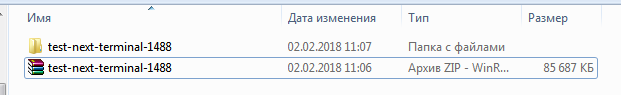 Имя Дата изменения Тип Размер
test-next-terminal-1488 02.02.2018 11:07 Папка с файлами
test-next-terminal-1488 02.02.2018 11:06 Архив ZIP - WinR... 85 687 КБ